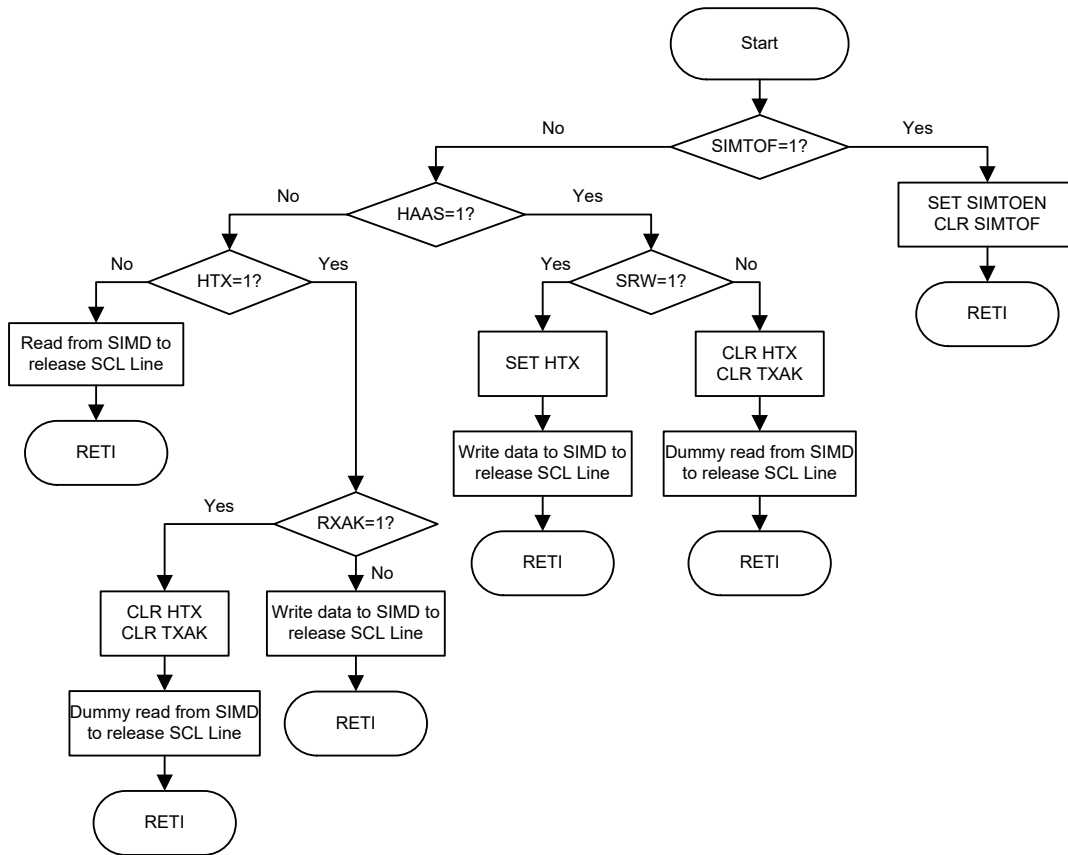 Start
No
SIMTOF=1?
Yes
No
HAAS=1?
Yes
SET SIMTOEN
CLR SIMTOF
No
HTX=1?
Yes
Yes
SRW=1?
No
RETI
Read from SIMD to
release SCL Line
SET HTX
CLR HTX
CLR TXAK
RETI
Write data to SIMD to
release SCL Line
Dummy read from SIMD
to release SCL Line
Yes
RXAK=1?
No
RETI
RETI
CLR HTX
CLR TXAK
Write data to SIMD to
release SCL Line
Dummy read from SIMD
to release SCL Line
RETI
RETI